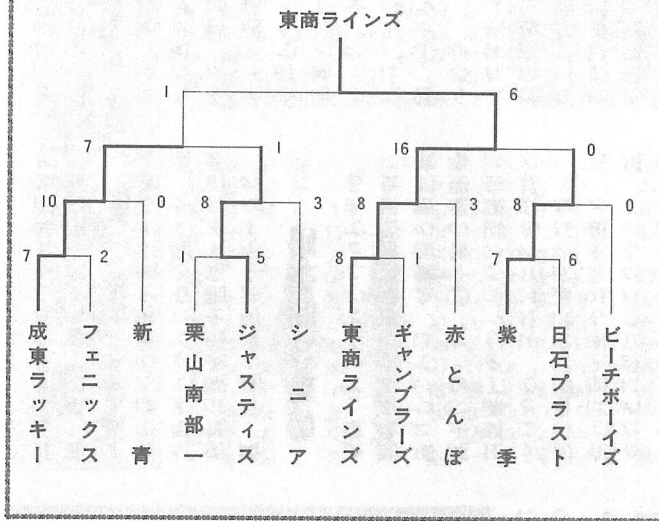 東商ラインズ
1 6
7 1 16 0
10 0 8 3 8 3 8 0
7 2 1 5 8 1 7 6
成東ラッキー
フェニックス
新青
栗山南部一
ジャスティズ
シニア
東商ラインズ
ギャンブラーズ
赤とんぼ
紫季
日石プラスト
ビーチボーイズ